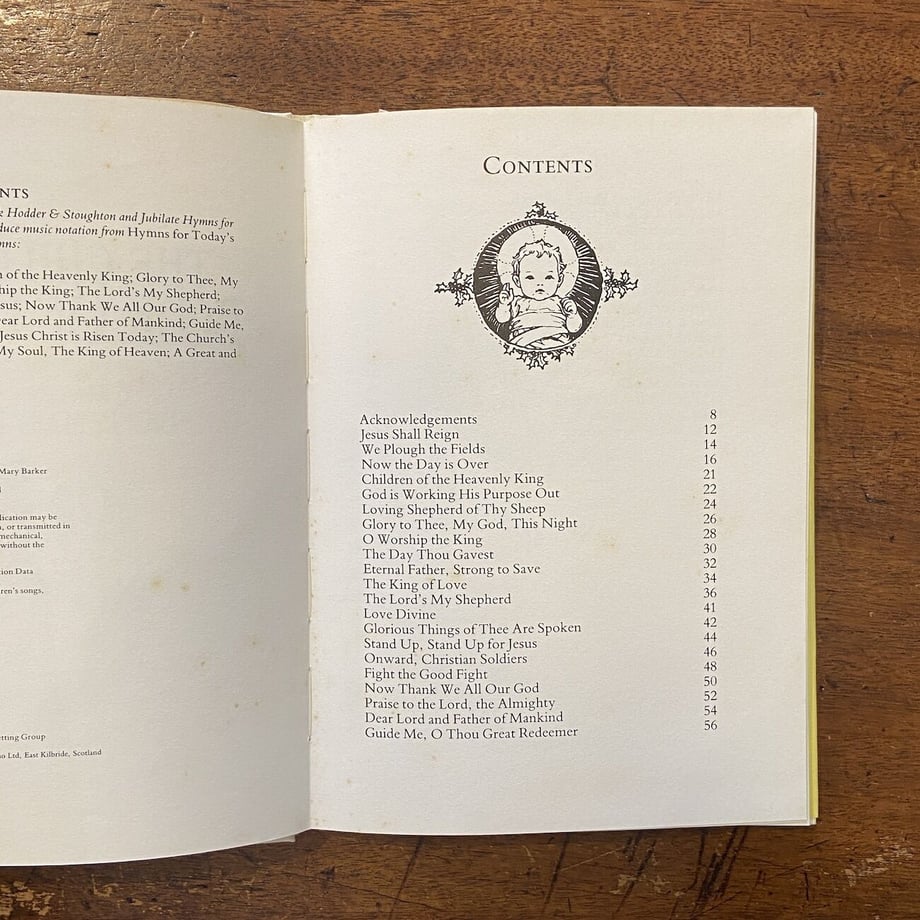 NTS
Hodder & Stoughton and Jubilate Hymns for
duce music notation from Hymns for Today's
nns:
n of the Heavenly King; Glory to Thee, My
hip the King; The Lord's My Shepherd;
sus; Now Thank We All Our God; Praise to
ear Lord and Father of Mankind; Guide Me,
Jesus Christ is Risen Today; The Church's
My Soul, The King of Heaven; A Great and
Mary Barker
lication may be
, or transmitted in
mechanical,
without the
ion Data
ren's songs,
tting Group
o Ltd, East Kilbride, Scotland
CONTENTS
Acknowledgements 8
Jesus Shall Reign 12
We Plough the Fields 14
Now the Day is Over 16
Children of the Heavenly King 21
God is Working His Purpose Out 22
Loving Shepherd of Thy Sheep 24
Glory to Thee, My God, This Night 26
O Worship the King 28
The Day Thou Gavest 30
Eternal Father, Strong to Save 32
The King of Love 34
The Lord's My Shepherd 36
Love Divine 41
Glorious Things of Thee Are Spoken 42
Stand Up, Stand Up for Jesus 44
Onward, Christian Soldiers 46
Fight the Good Fight 48
Now Thank We All Our God 50
Praise to the Lord, the Almighty 52
Dear Lord and Father of Mankind 54
Guide Me, O Thou Great Redeemer 56